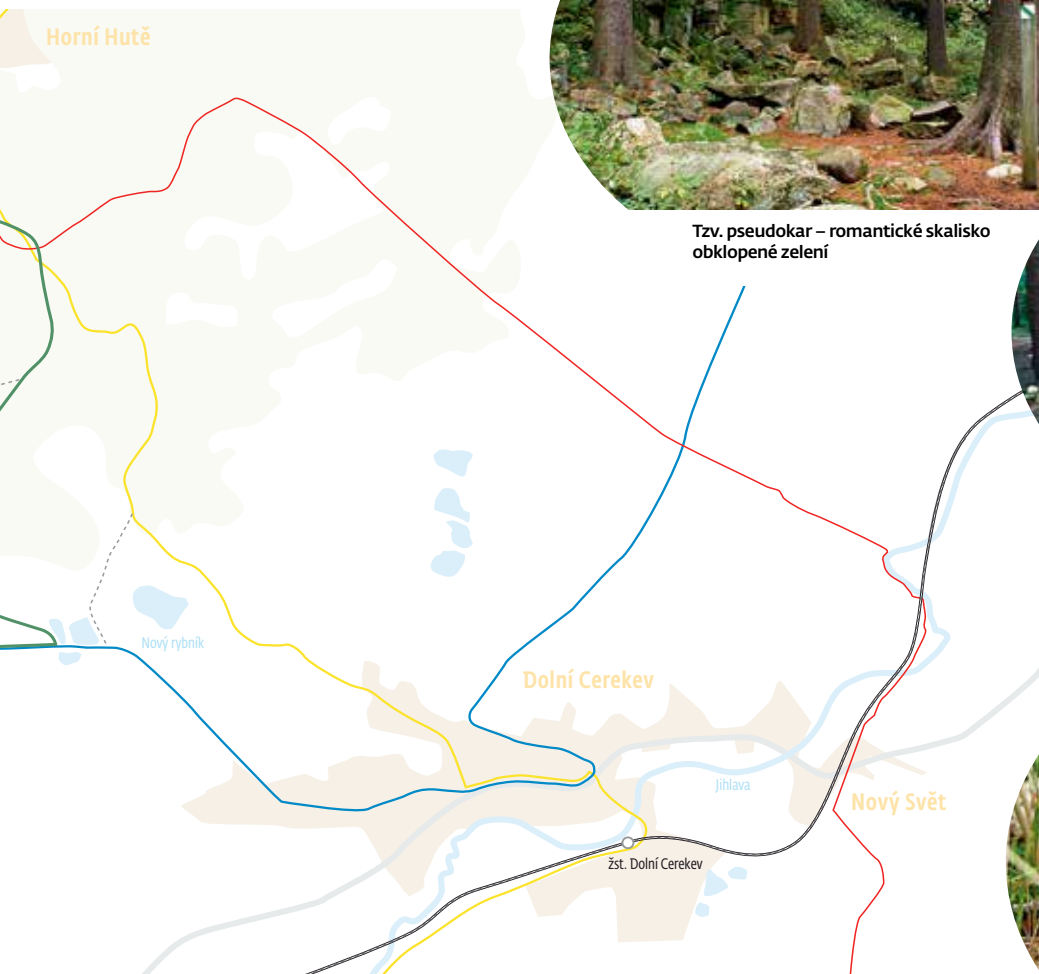 Horní Hutě
Tzv. pseudokar – romantické skalisko
obklopené zelení
Nový rybník
Dolní Cerekev
Jihlava
Nový Svět
žst. Dolní Cerekev